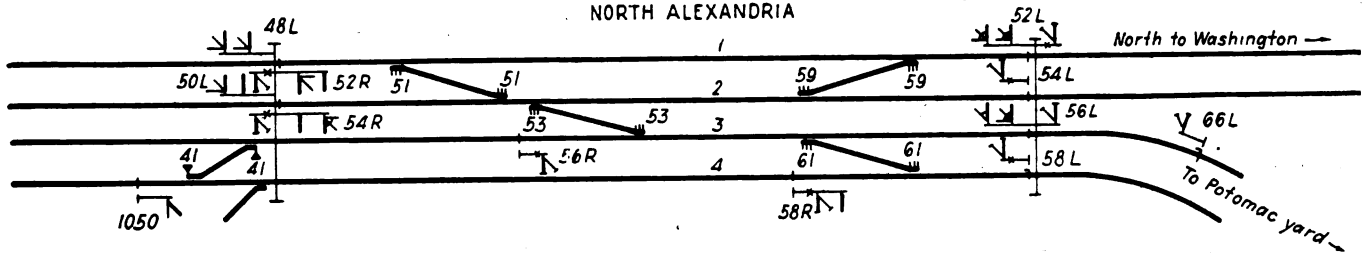 NORTH ALEXANDRIA
48L
52L
1
North to Washington
50L
52R
51
51
59
59
54L
2
54R
53
53
3
56L
66L
41
41
56R
61
61
58L
4
To Potomac yard
1050
58R